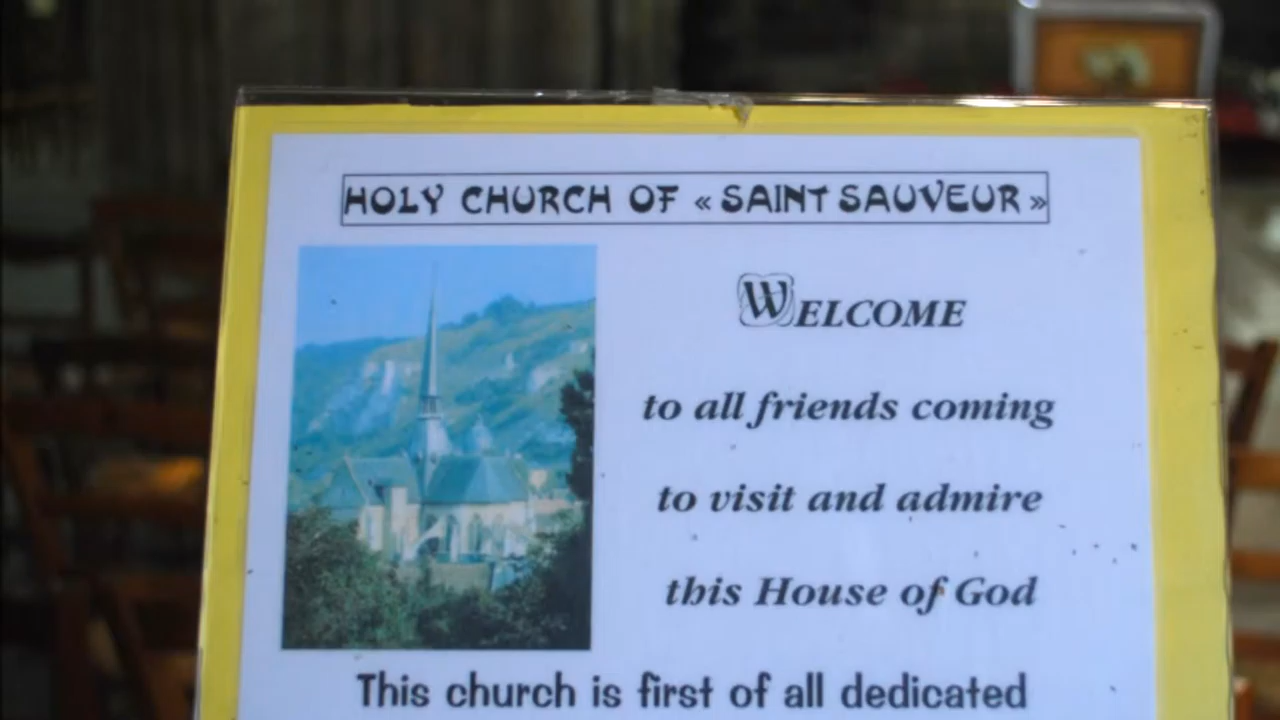 HOLY CHURCH OF « SAINT SAUVEUR »
WELCOME
to all friends coming
to visit and admire
this House of God
This church is first of all dedicated